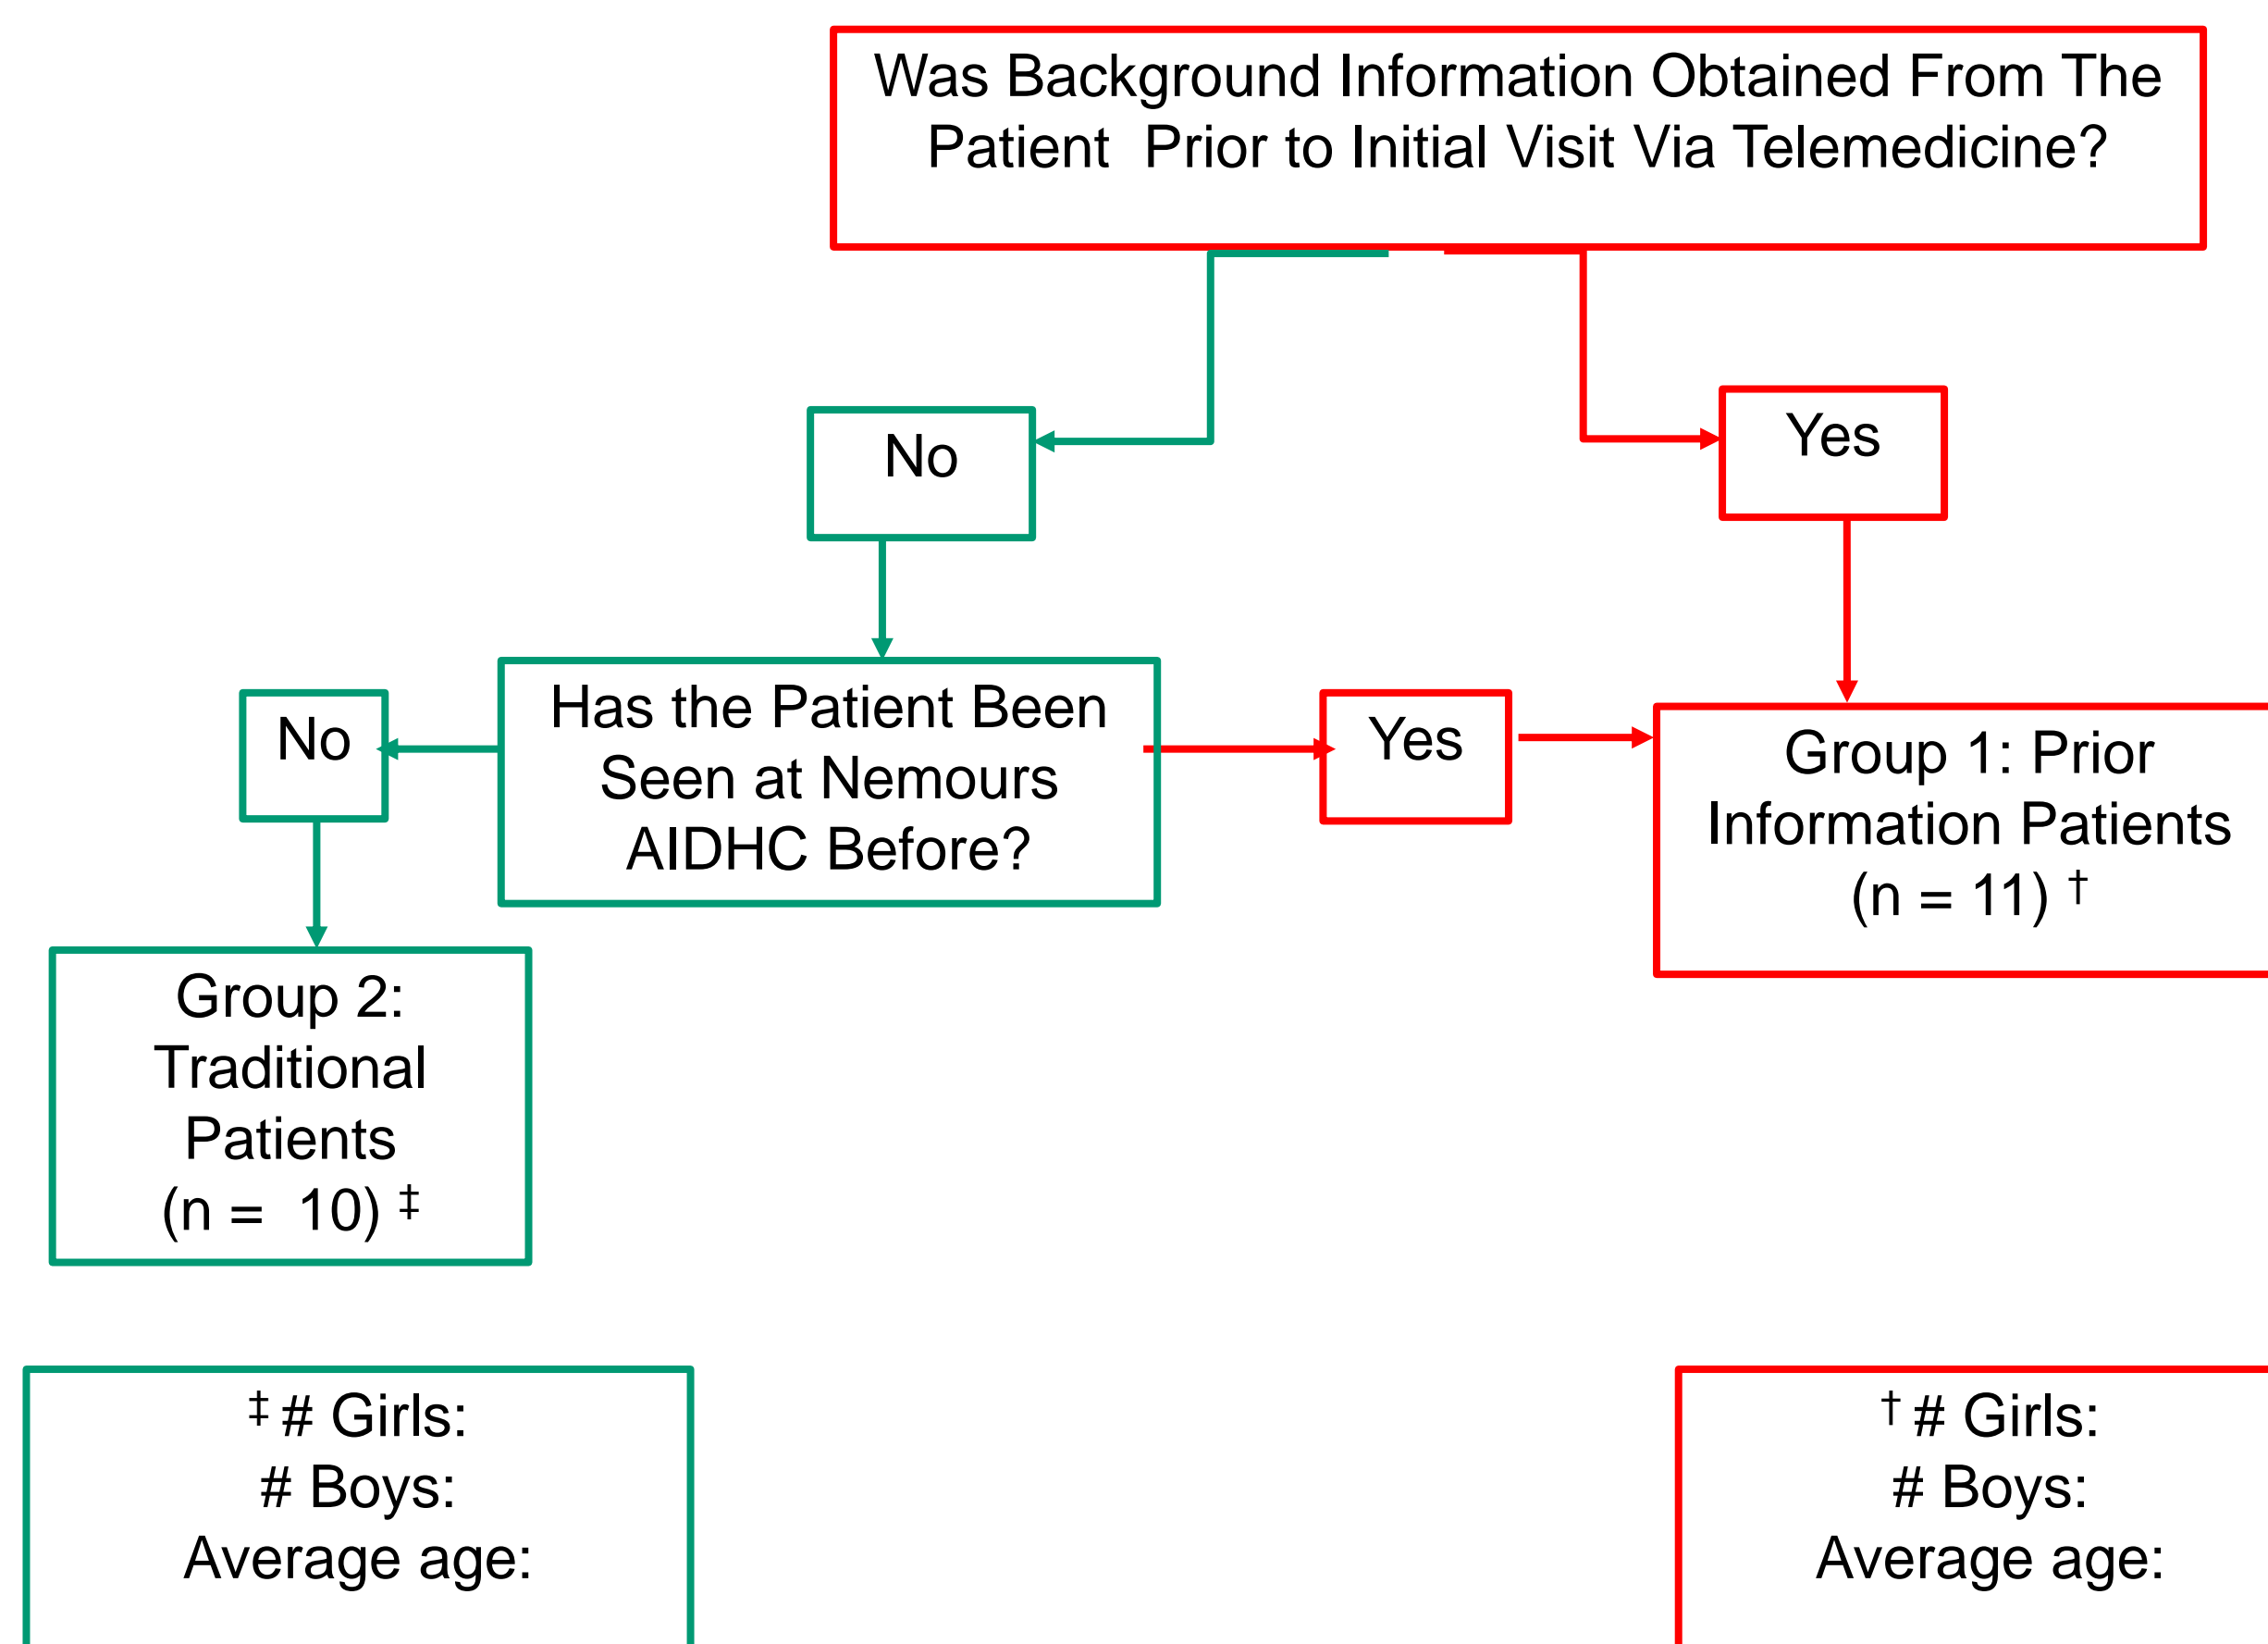 Was Background Information Obtained From The
Patient  Prior to Initial Visit Via Telemedicine?
No
Yes
No
Has the Patient Been
Seen at Nemours
AIDHC Before?
Yes
Group 1: Prior
Information Patients
(n = 11) †
Group 2:
Traditional
Patients
(n =  10) ‡
‡ # Girls:
# Boys:
Average age:
† # Girls:
# Boys:
Average age: